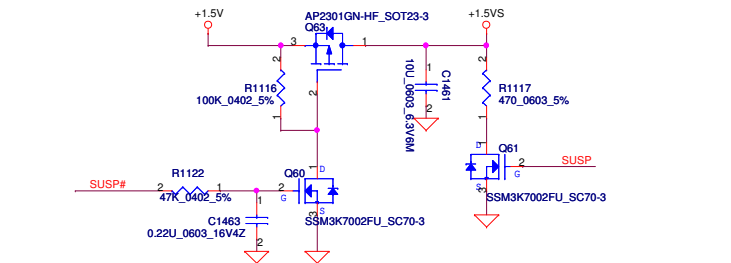 +1.5V
AP2301GN-HF_SOT23-3
Q63
+1.5VS
3
1
2
R1116
100K_0402_5%
1
2
1
C1461
10U_0603_6.3V6M
2
2
R1117
470_0603_5%
1
1
D
Q60
G
S
3
SSM3K7002FU_SC70-3
SUSP#
2
R1122
1
47K_0402_5%
2
1
C1463
0.22U_0603_16V4Z
2
1
D
Q61
2
G
SUSP
S
3
SSM3K7002FU_SC70-3